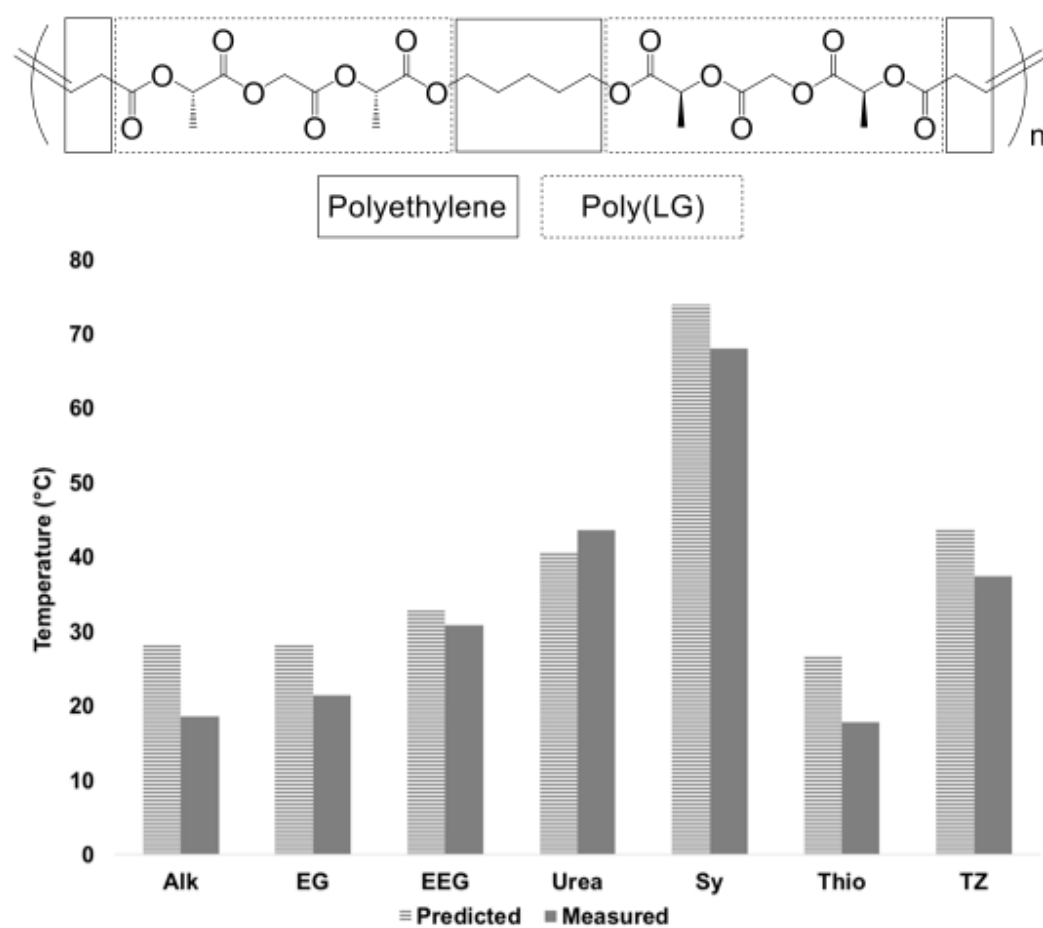 O O O O O O
O O O O O O O O
O O O O O O
n
Polyethylene Poly(LG)
80
70
60
50
40
30
20
10
0
Temperature (°C)
Alk EG EEG Urea Sy Thio TZ
Predicted Measured